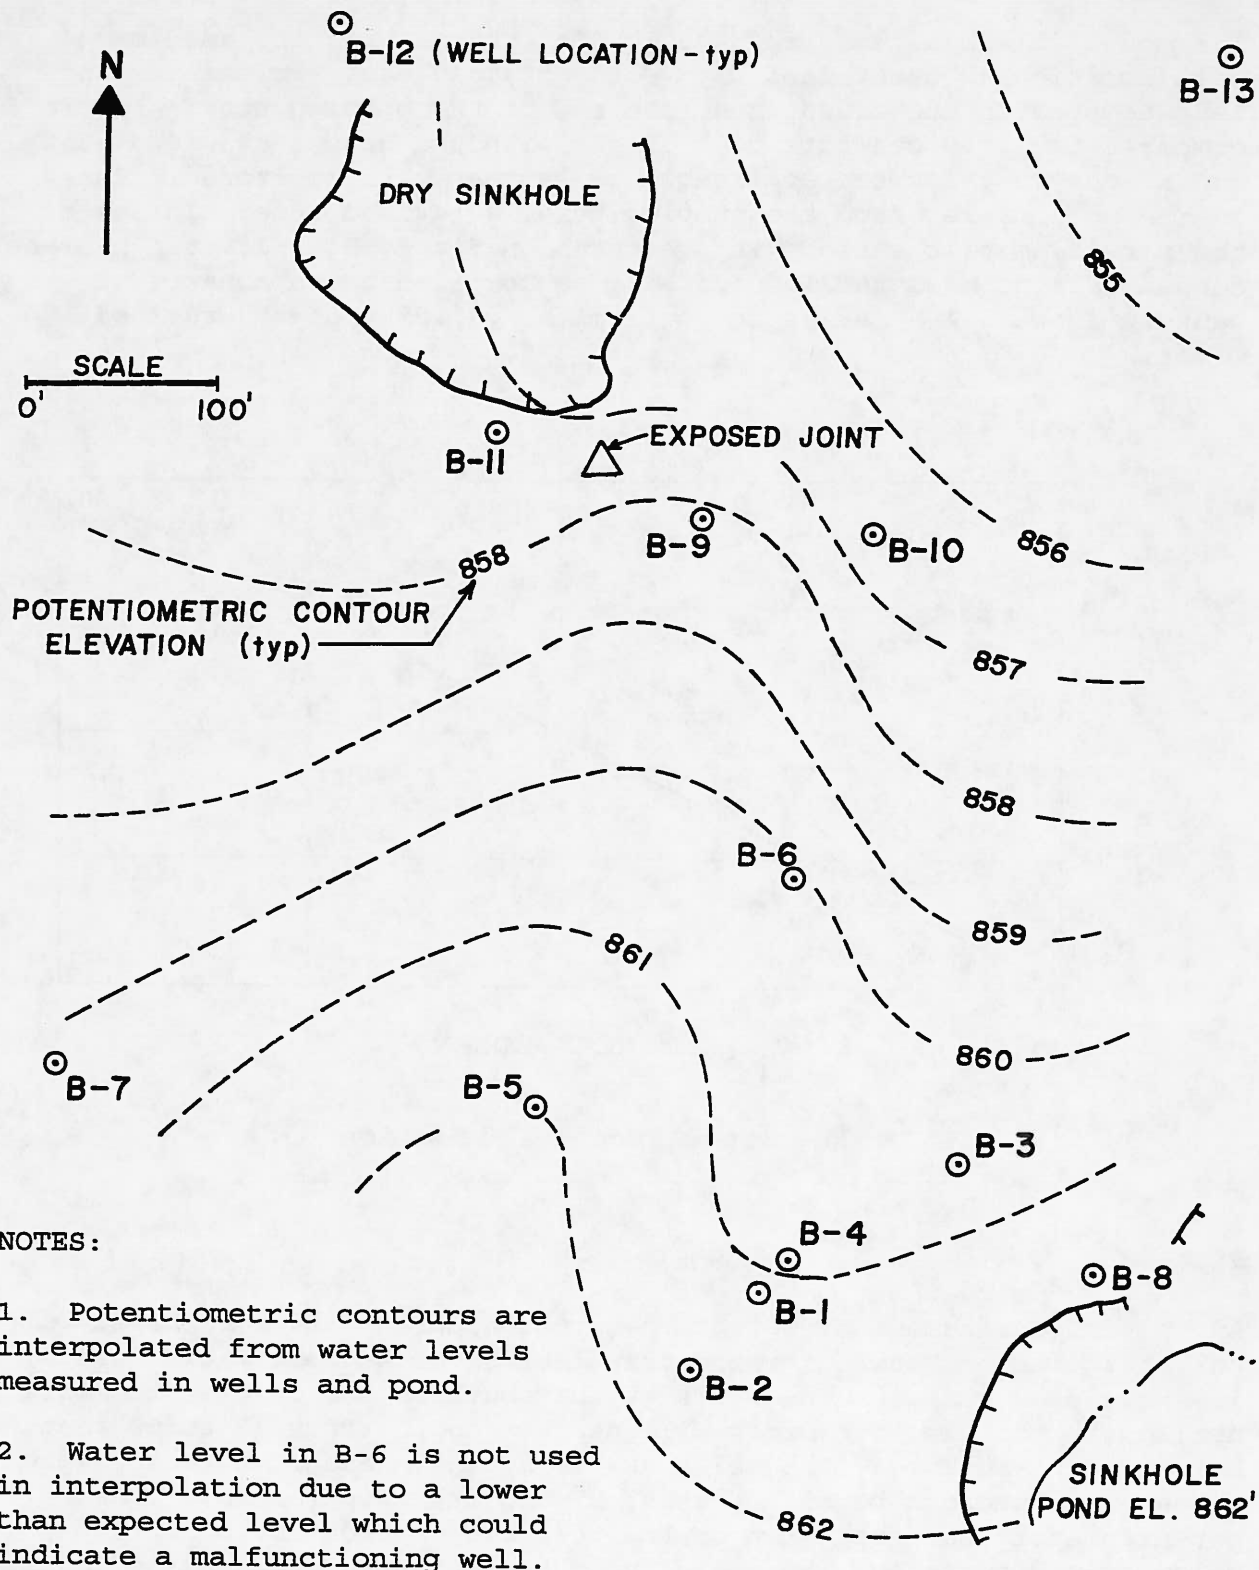 B-12 (WELL LOCATION-typ)
B-13
N
DRY SINKHOLE
855
SCALE
0' 100'
EXPOSED JOINT
B-11
B-9
B-10
856
858
POTENTIOMETRIC CONTOUR
ELEVATION (typ)
857
858
B-6
859
861
860
B-7
B-5
B-3
B-4
B-8
B-1
B-2
862
SINKHOLE
POND EL. 862'
NOTES:
1. Potentiometric contours are
interpolated from water levels
measured in wells and pond.
2. Water level in B-6 is not used
in interpolation due to a lower
than expected level which could
indicate a malfunctioning well.